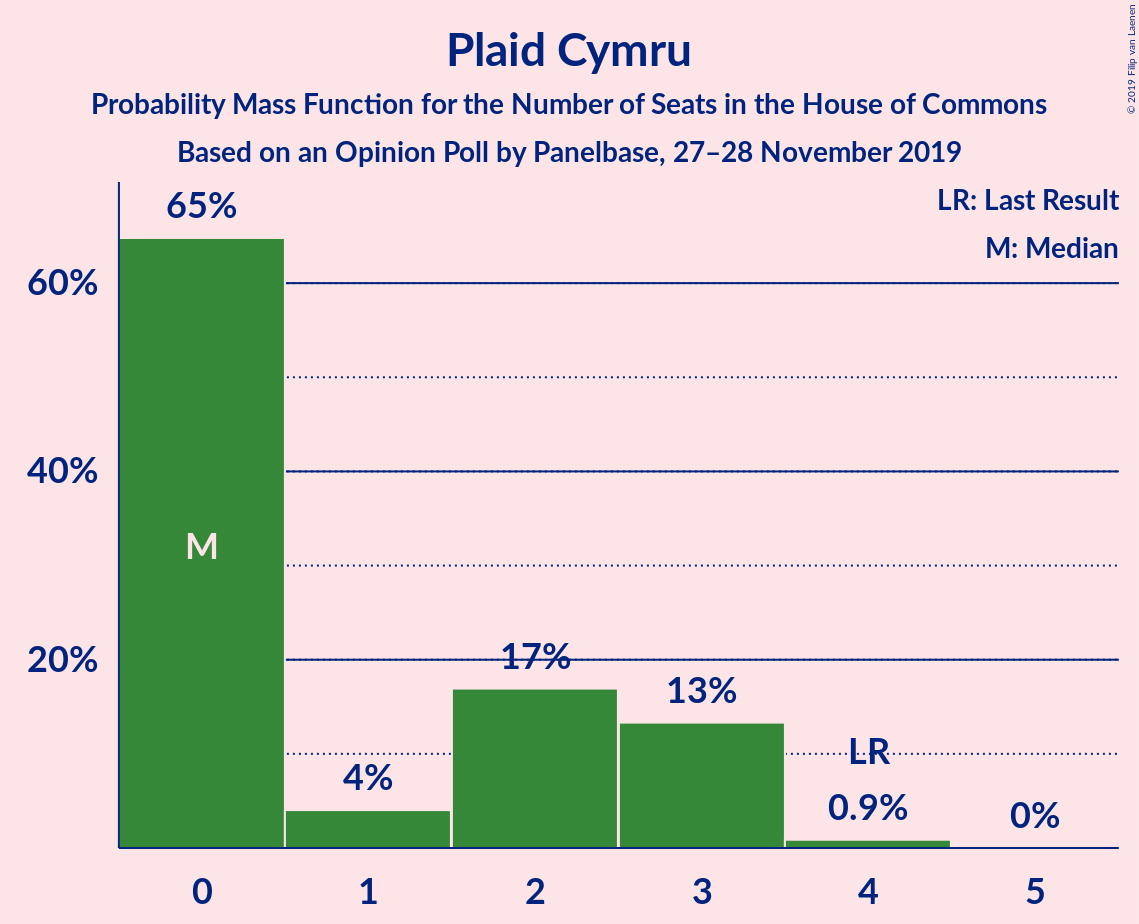 Plaid Cymru
Probability Mass Function for the Number of Seats in the House of Commons
Based on an Opinion Poll by Panelbase, 27–28 November 2019
© 2019 Filip van Laenen
LR: Last Result
M: Median
65%
60%
40%
M
20%
17%
13%
LR
4%
0.9%
0%
0 1 2 3 4 5